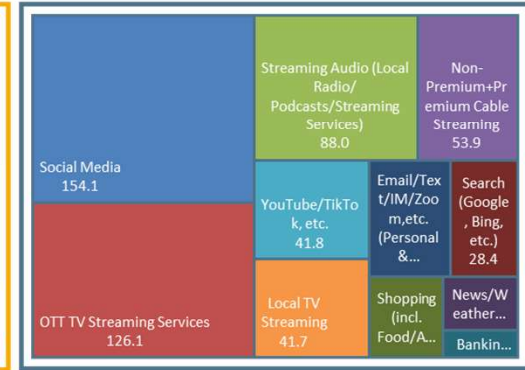 Social Media
154.1
OTT TV Streaming Services
126.1
Streaming Audio (Local
Radio/
Podcasts/Streaming
Services)
88.0
Non-
Premium+Pr
emium Cable
Streaming
53.9
YouTube/TikTo
k, etc.
41.8
Local TV
Streaming
41.7
Email/Tex
t/IM/Zoo
m,etc.
(Personal
&...
Search
(Google
, Bing,
etc.)
28.4
Shopping
(incl.
Food/A...
News/W
eather...
Bankin...